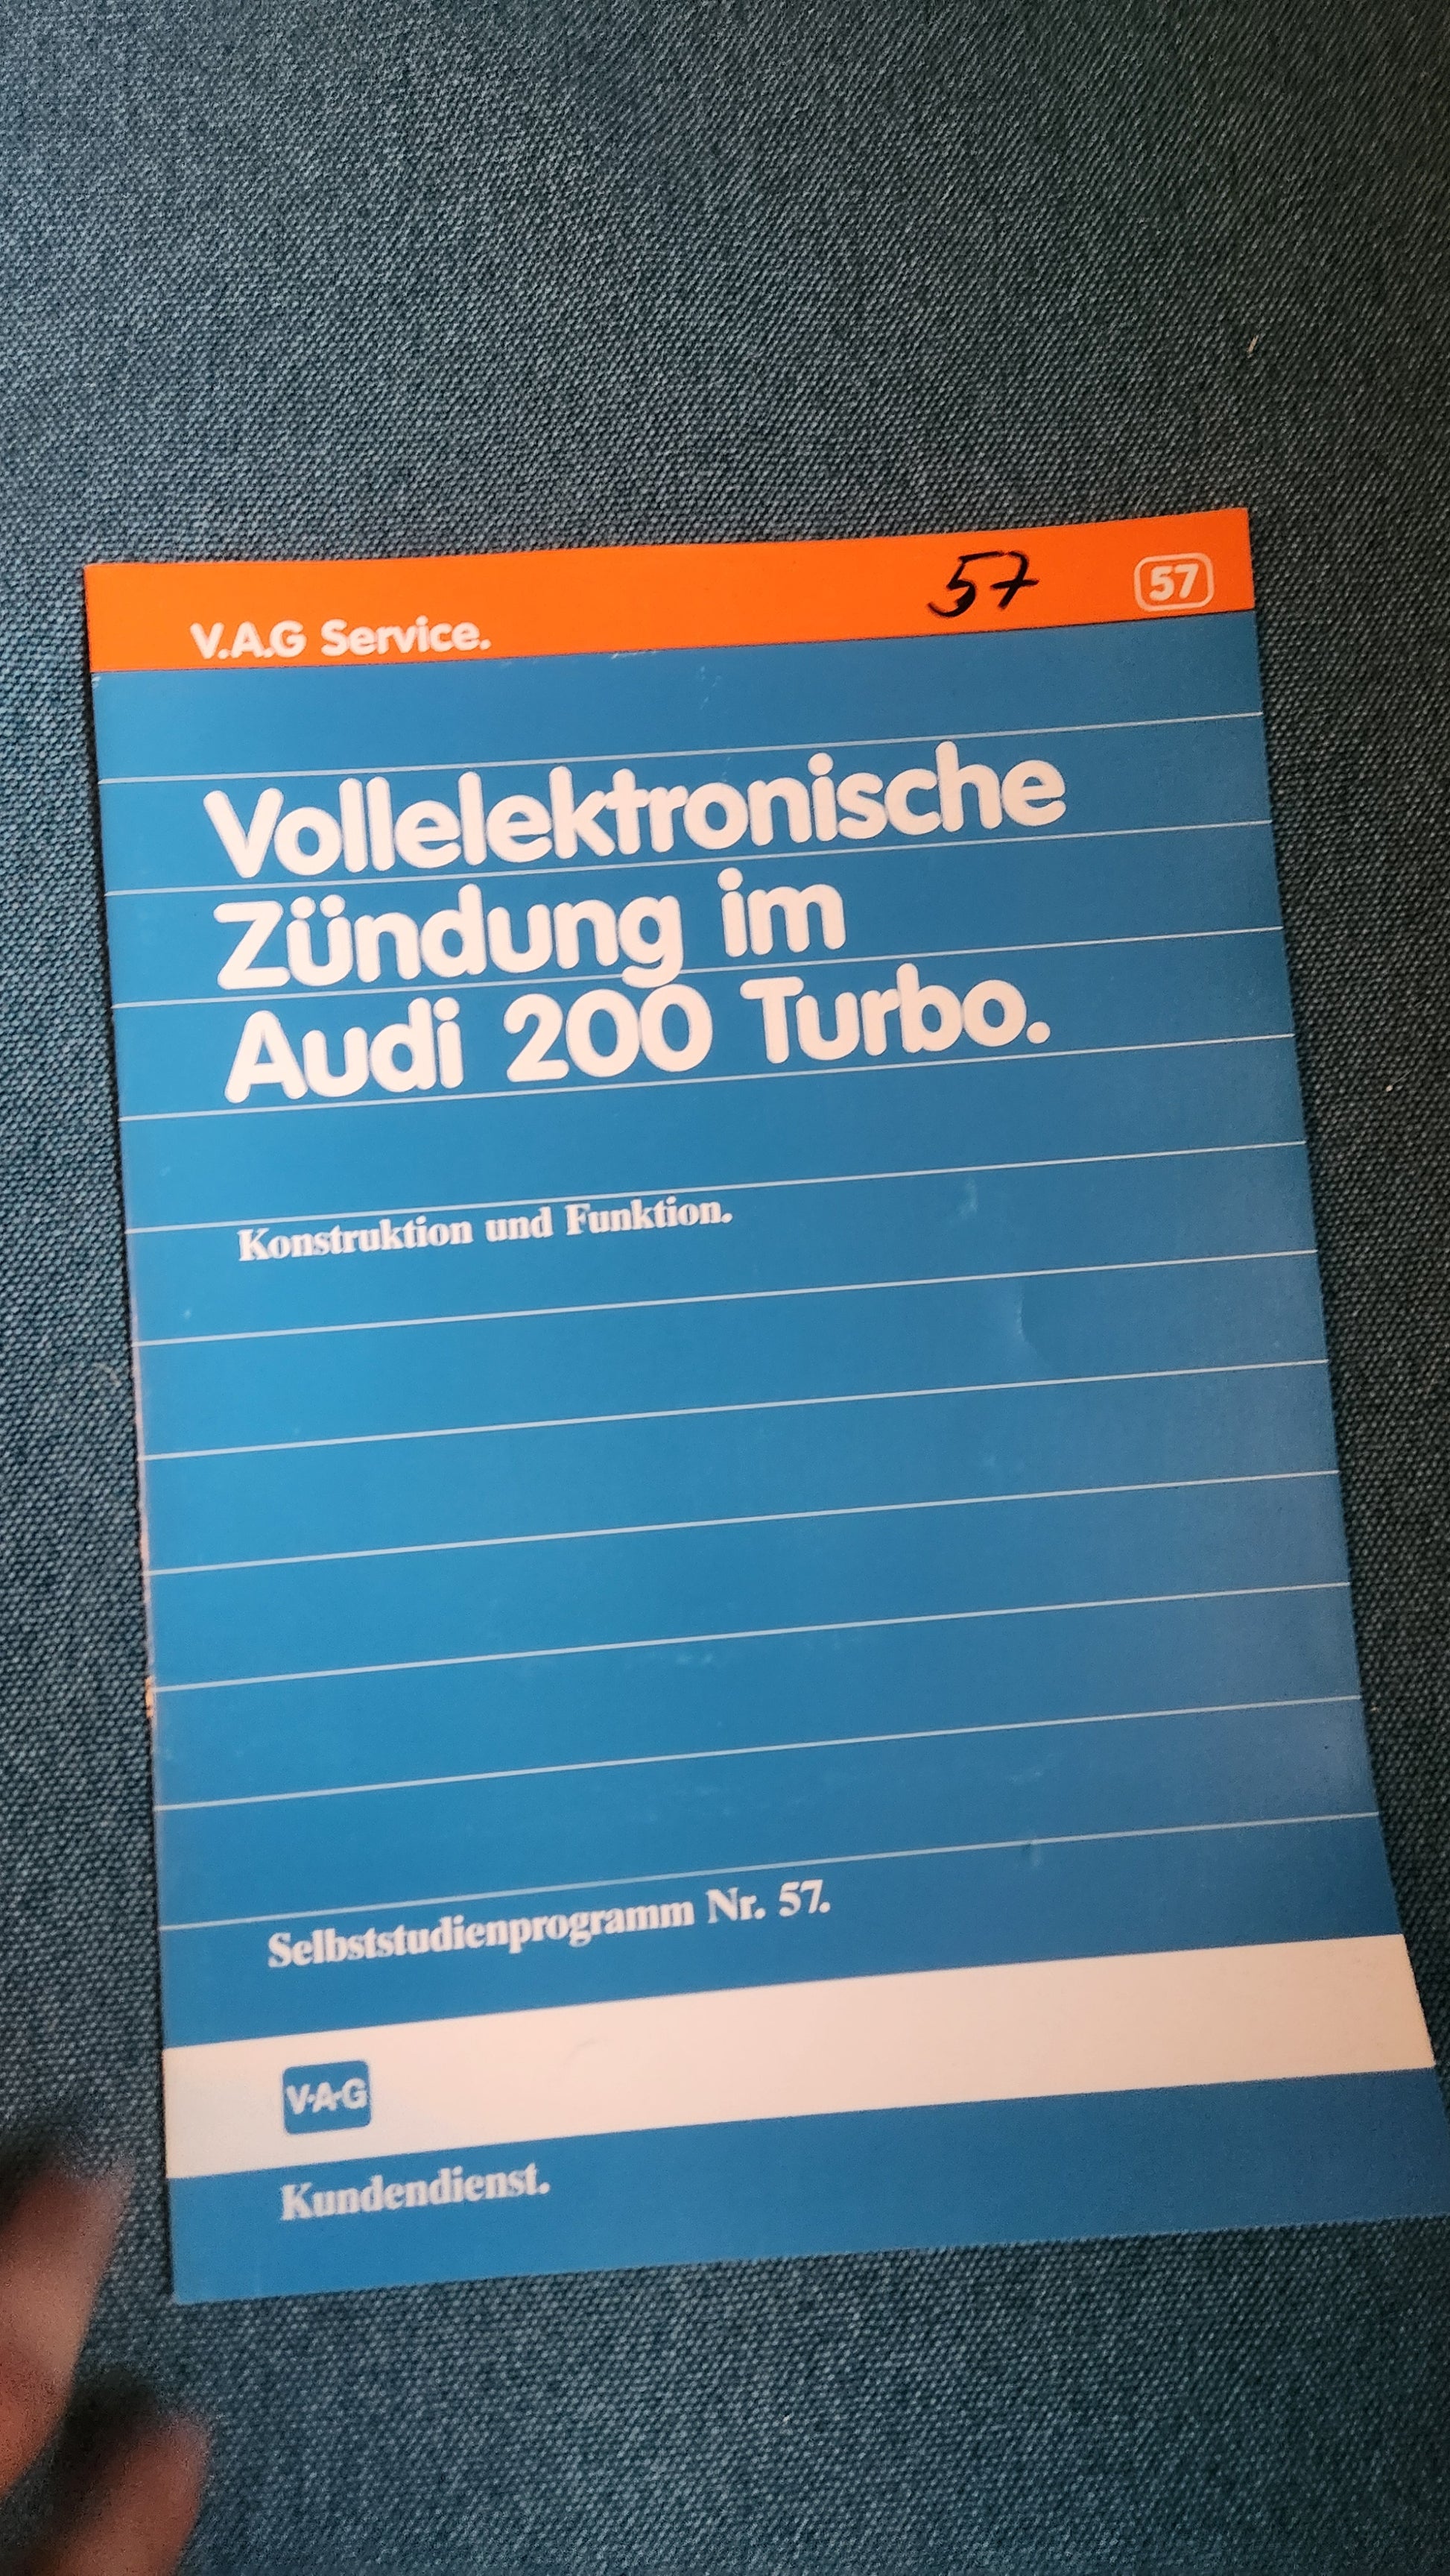 V.A.G Service.
57
57
Vollelektronische
Zündung im
Audi 200 Turbo.
Konstruktion und Funktion.
Selbststudienprogramm Nr. 57.
V·A·G
Kundendienst.